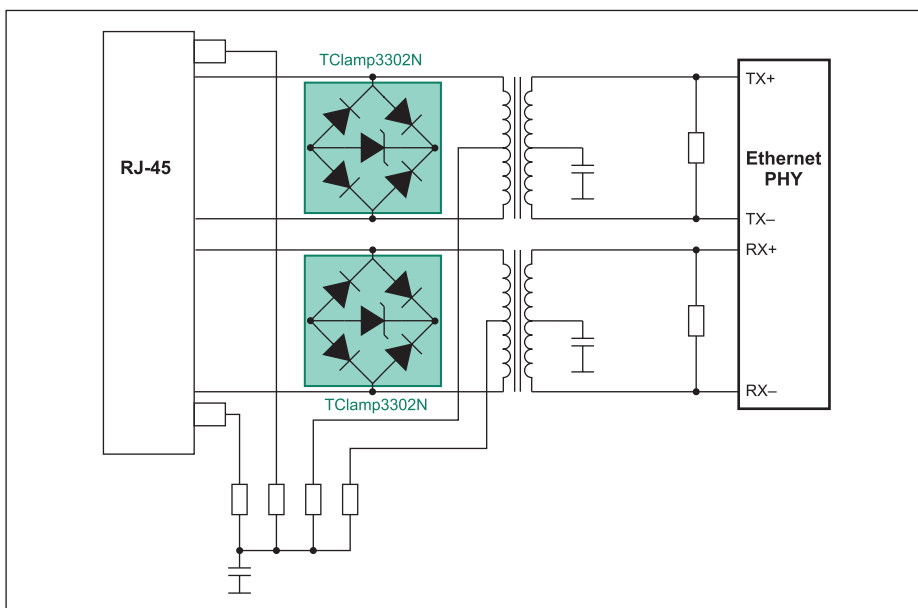 TClamp3302N
TX+
RJ-45
Ethernet
PHY
TX–
RX+
TClamp3302N
RX–